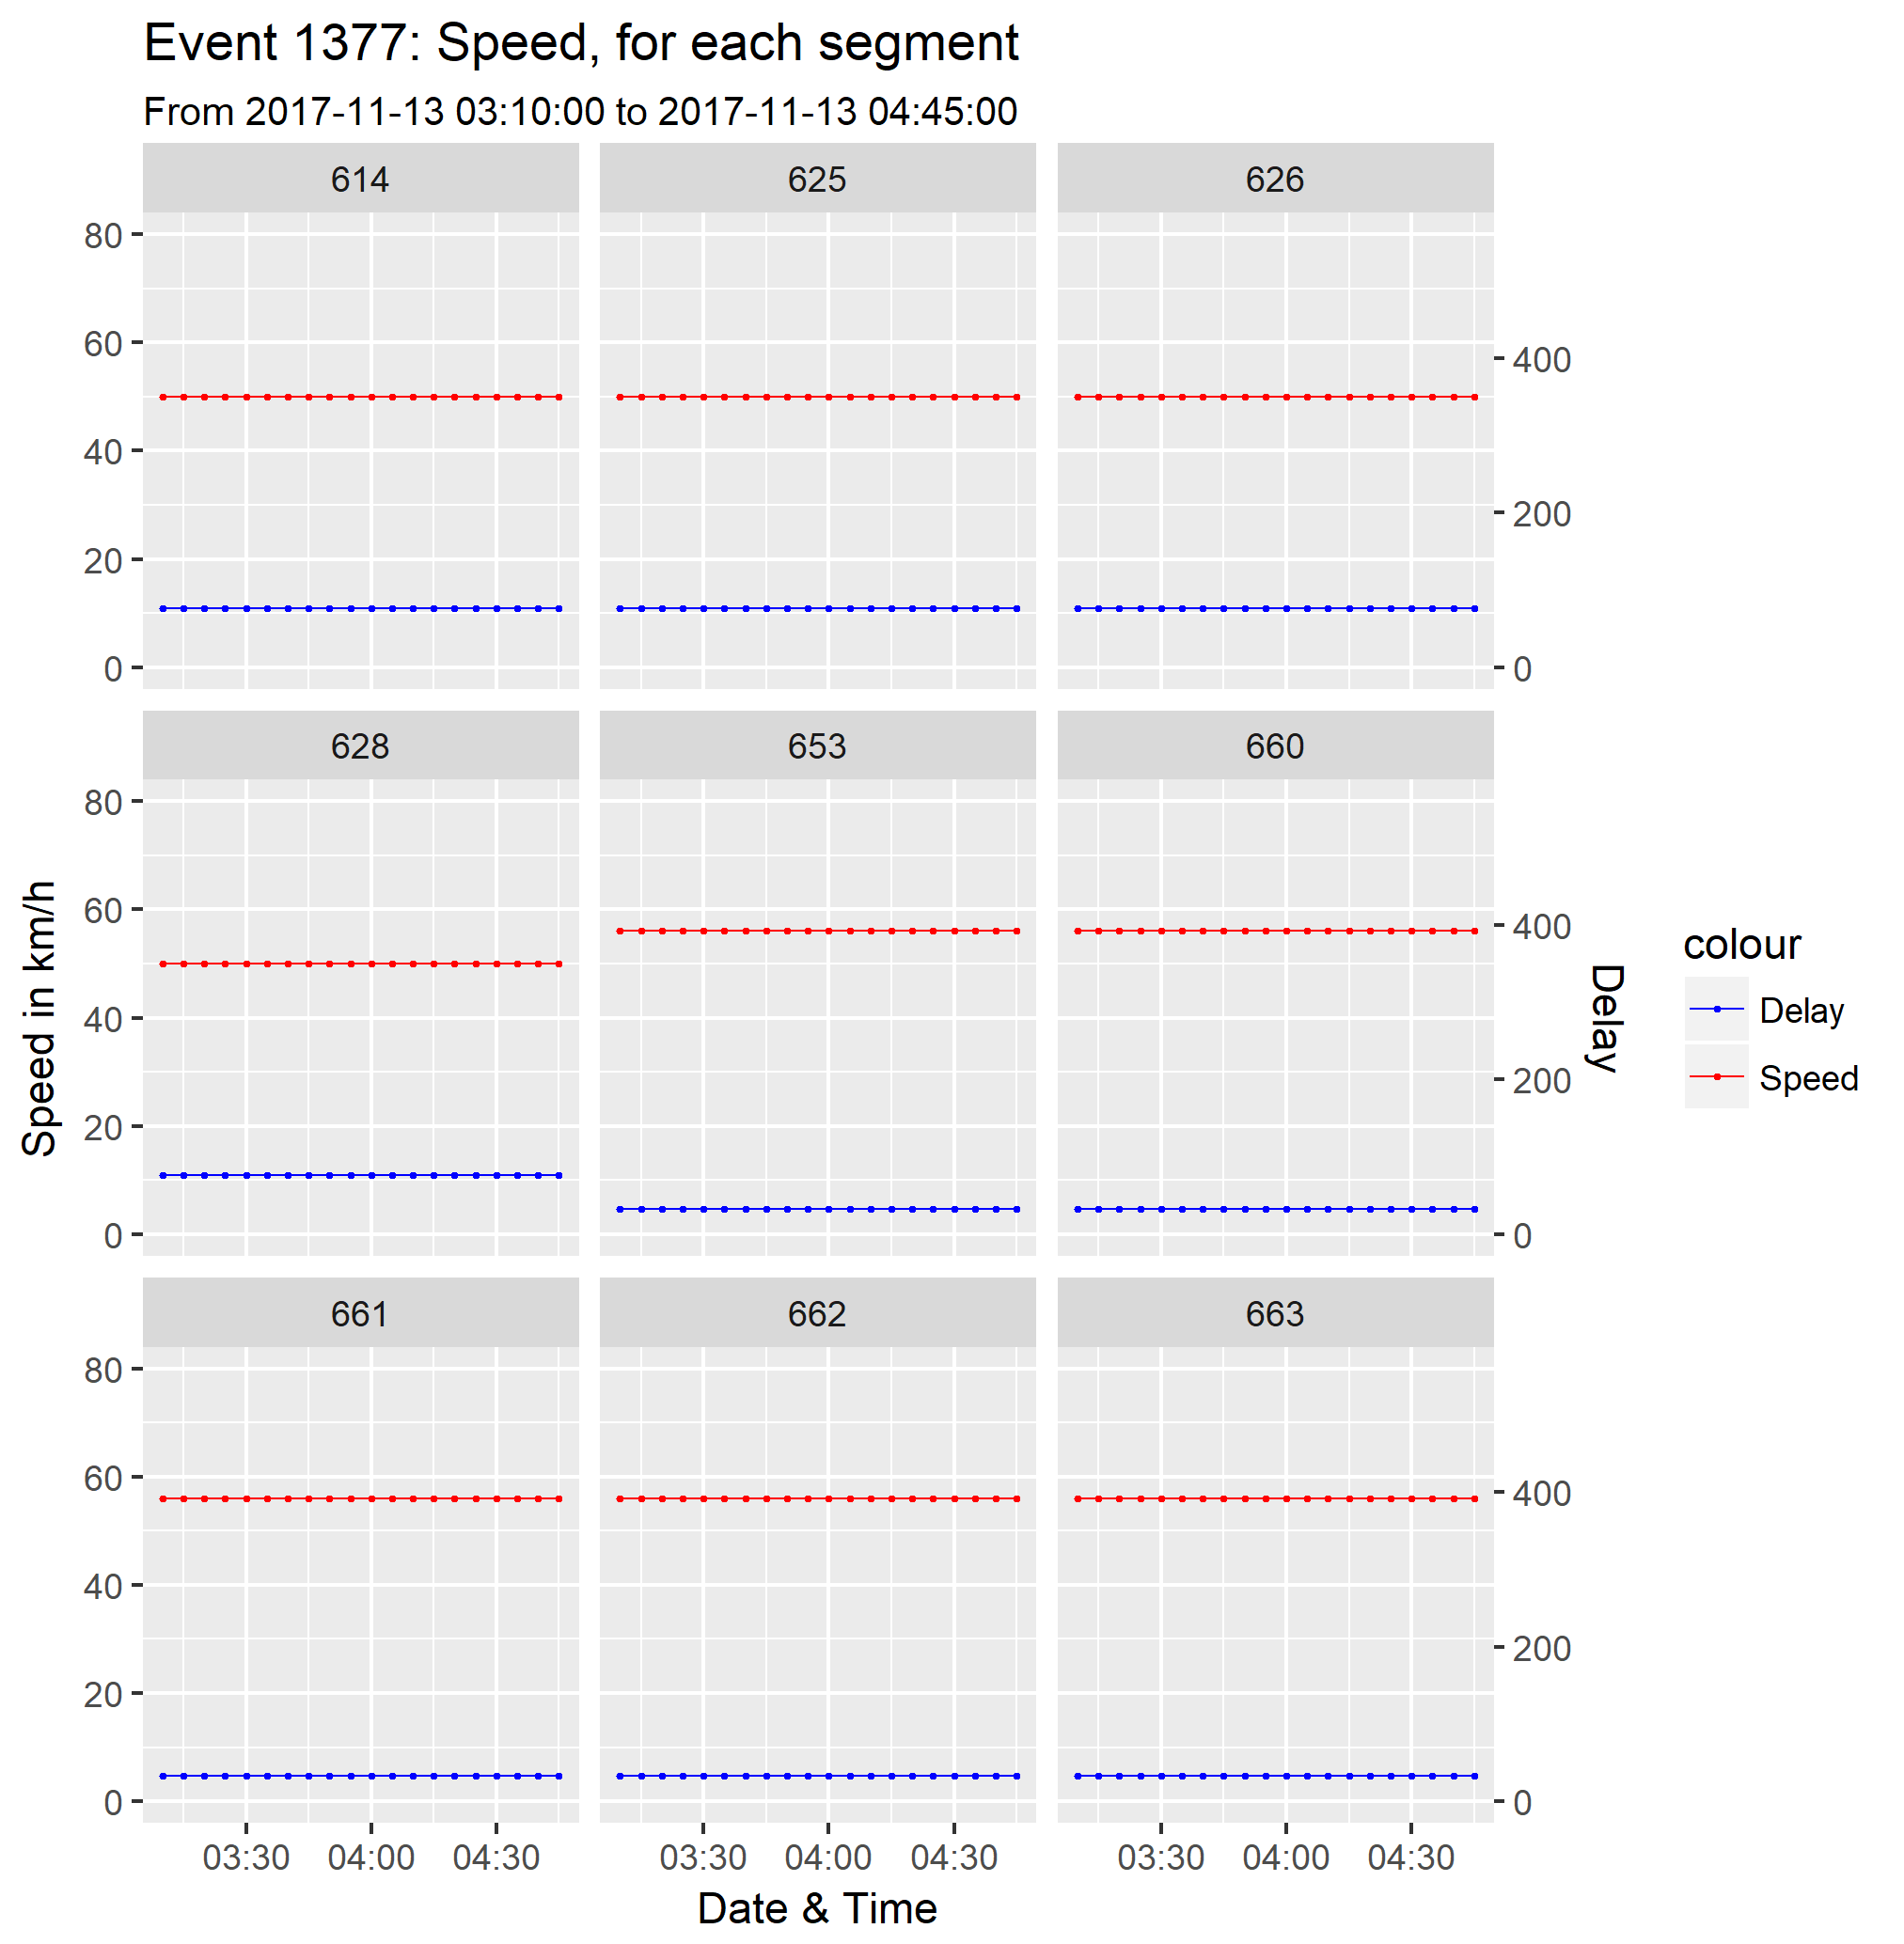 Event 1377: Speed, for each segment
From 2017-11-13 03:10:00 to 2017-11-13 04:45:00
614 625 626
80
60
40
20
0
400
200
0
628 653 660
80
60
40
20
0
400
200
0
Speed in km/h
Delay
colour
Delay
Speed
661 662 663
80
60
40
20
0
400
200
0
03:30 04:00 04:30 03:30 04:00 04:30 03:30 04:00 04:30
Date & Time